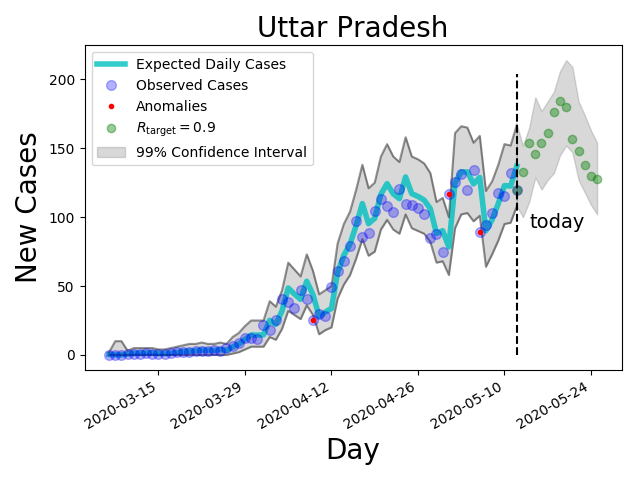 Uttar Pradesh
Expected Daily Cases
Observed Cases
Anomalies
R_target = 0.9
99% Confidence Interval
New Cases
200
150
100
50
0
today
2020-03-15
2020-03-29
2020-04-12
2020-04-26
2020-05-10
2020-05-24
Day